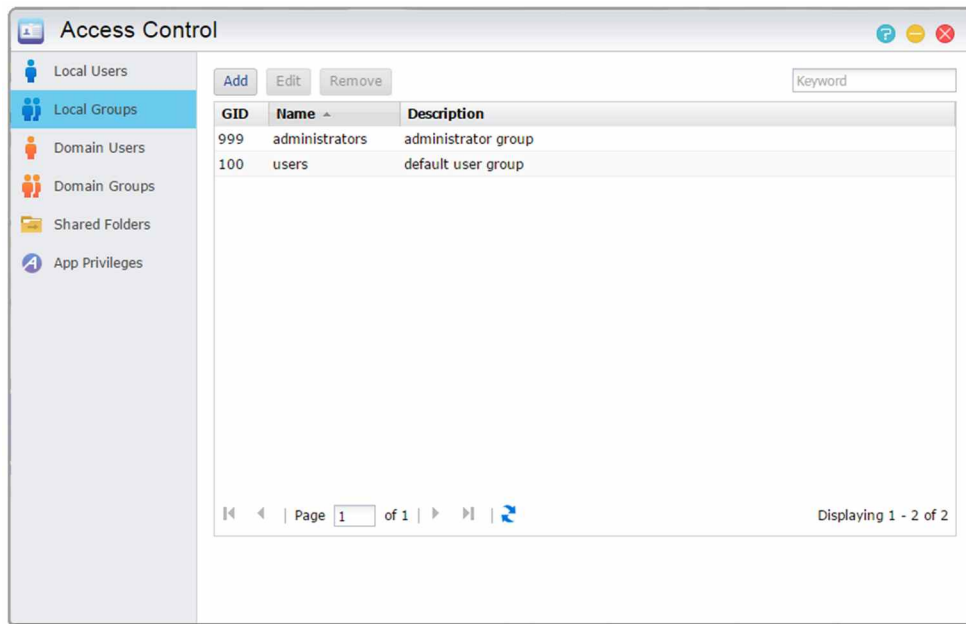 Access Control
Local Users
Local Groups
Domain Users
Domain Groups
Shared Folders
App Privileges
Add Edit Remove Keyword
GID Name Description
999 administrators administrator group
100 users default user group
Page 1 of 1 Displaying 1 - 2 of 2